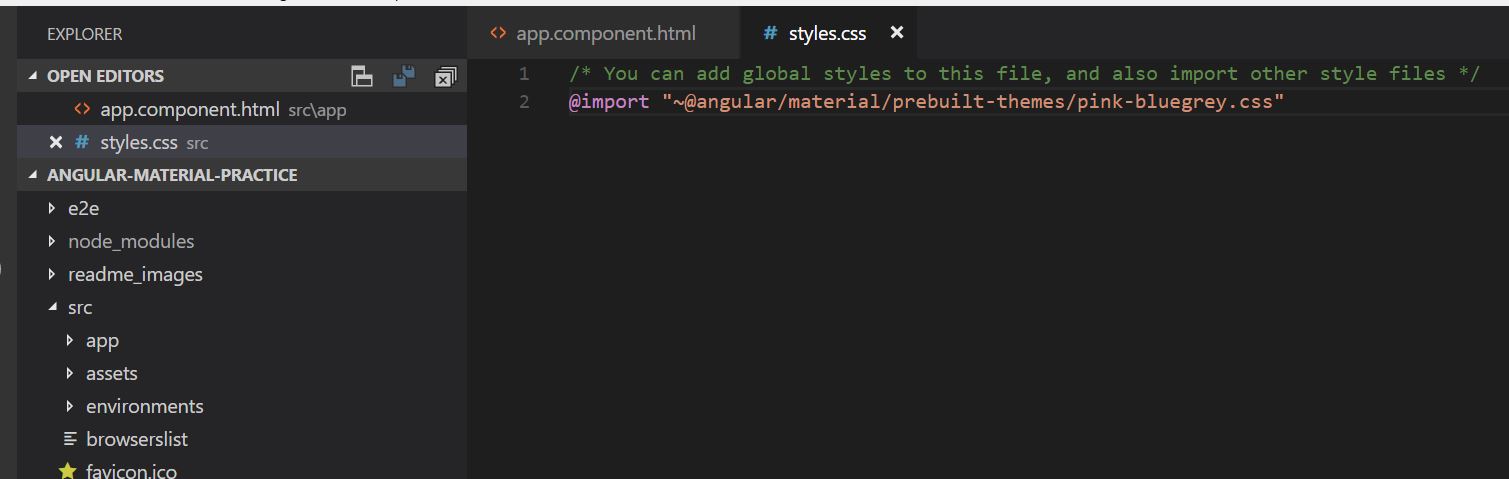 EXPLORER
OPEN EDITORS
app.component.html src\app
styles.css src
ANGULAR-MATERIAL-PRACTICE
e2e
node_modules
readme_images
src
app
assets
environments
browserslist
favicon.ico
app.component.html
# styles.css
1 /* You can add global styles to this file, and also import other style files */
2 @import "~@angular/material/prebuilt-themes/pink-bluegrey.css"